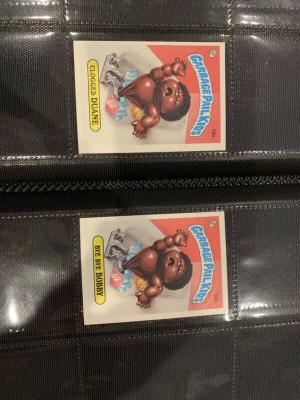 GARBAGE PAIL KIDS
CLOGGED DUANE
GARBAGE PAIL KIDS
BYE BYE BOBBY